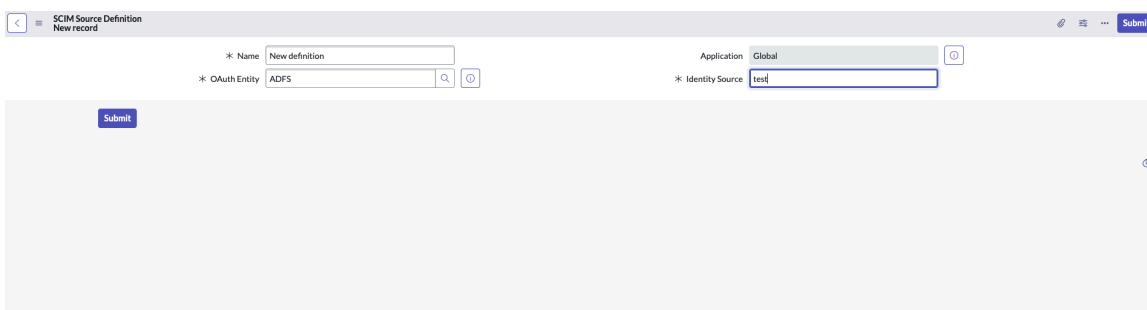 SCIM Source Definition
New record
Submit
* Name New definition
Application Global
* OAuth Entity ADFS
* Identity Source test
Submit